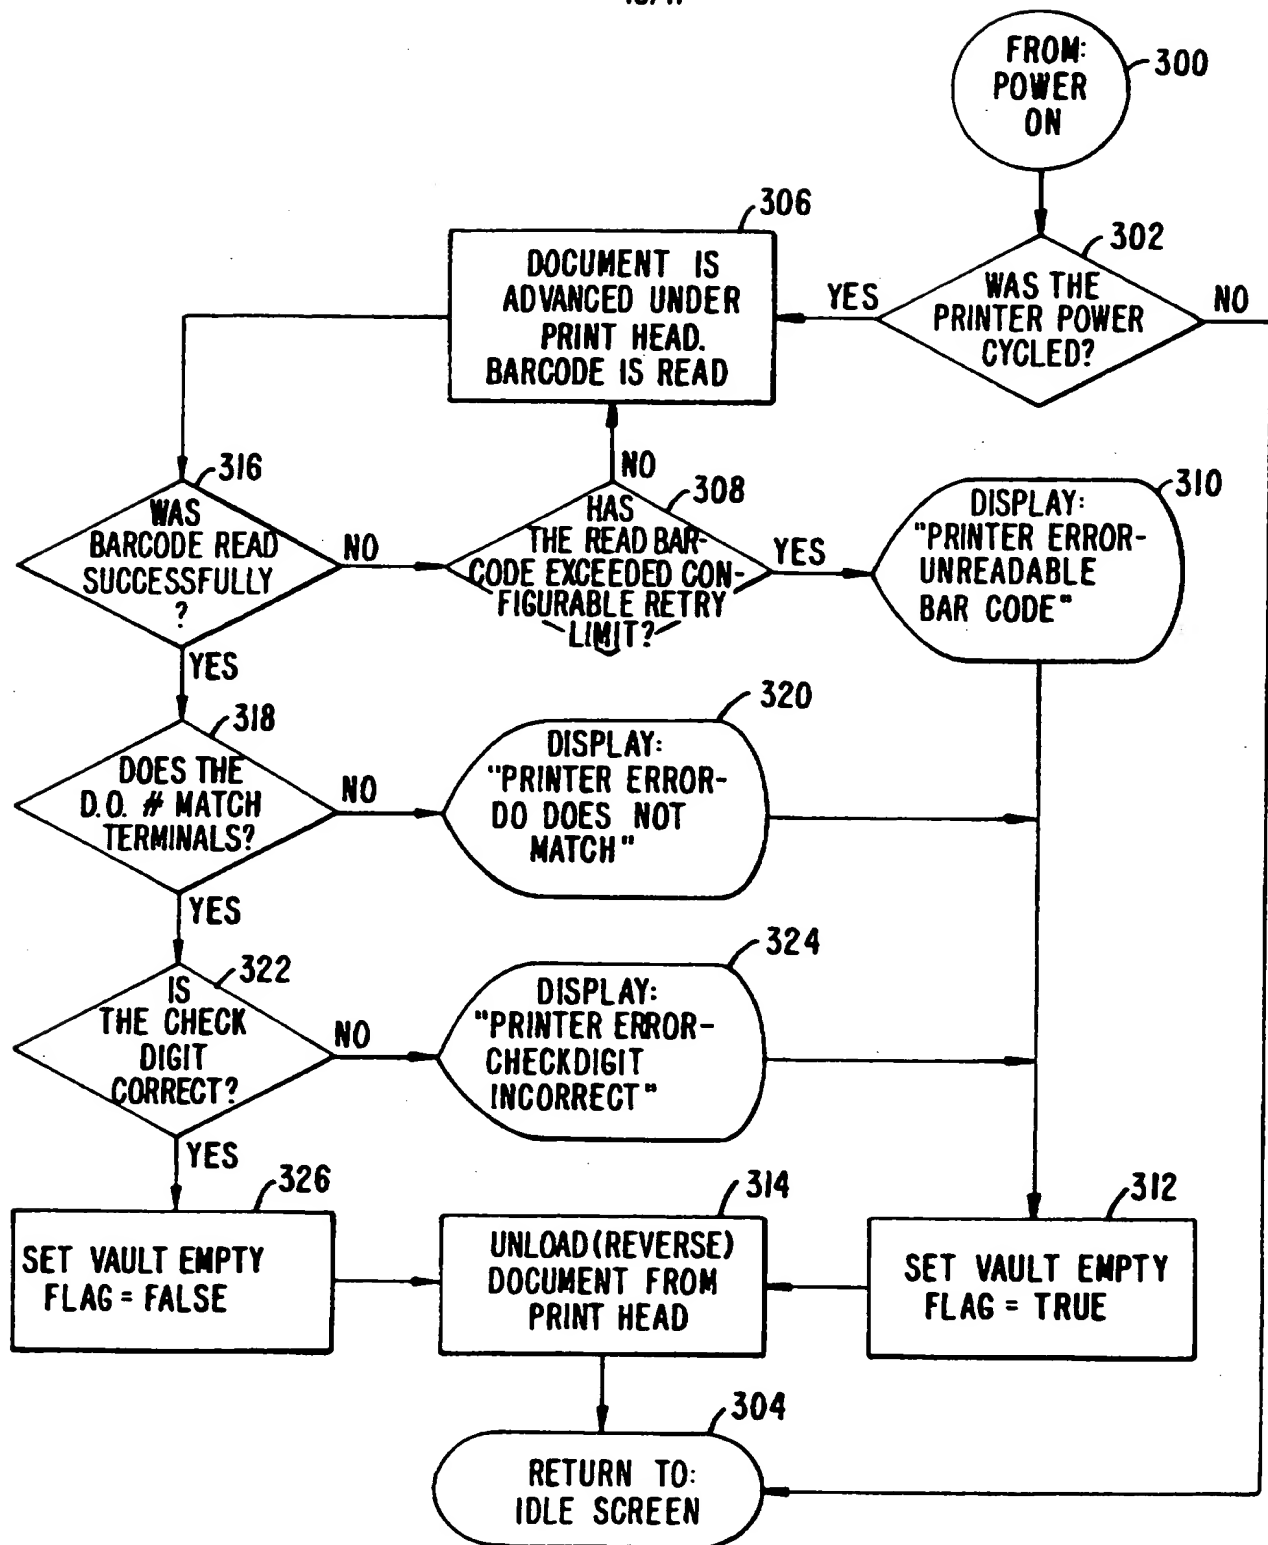 FROM:
POWER
ON
300
302
WAS THE
PRINTER POWER
CYCLED?
YES
NO
306
DOCUMENT IS
ADVANCED UNDER
PRINT HEAD.
BARCODE IS READ
316
WAS
BARCODE READ
SUCCESSFULLY
?
NO
YES
NO
308
HAS
THE READ BAR-
CODE EXCEEDED CON-
FIGURABLE RETRY
LIMIT?
YES
310
DISPLAY:
"PRINTER ERROR-
UNREADABLE
BAR CODE"
318
DOES THE
D.O. # MATCH
TERMINALS?
NO
YES
320
DISPLAY:
"PRINTER ERROR-
DO DOES NOT
MATCH"
322
IS
THE CHECK
DIGIT
CORRECT?
NO
YES
324
DISPLAY:
"PRINTER ERROR-
CHECKDIGIT
INCORRECT"
326
SET VAULT EMPTY
FLAG = FALSE
314
UNLOAD (REVERSE)
DOCUMENT FROM
PRINT HEAD
312
SET VAULT EMPTY
FLAG = TRUE
304
RETURN TO:
IDLE SCREEN